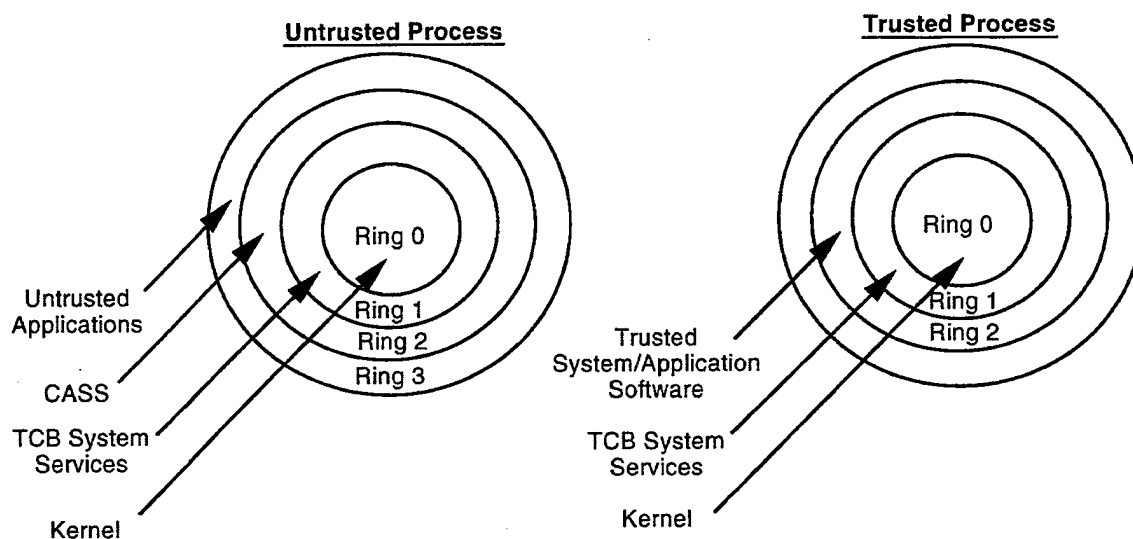 Untrusted Process
Ring 0
Ring 1
Ring 2
Ring 3
Untrusted
Applications
CASS
TCB System
Services
Kernel
Trusted Process
Ring 0
Ring 1
Ring 2
Trusted
System/Application
Software
TCB System
Services
Kernel